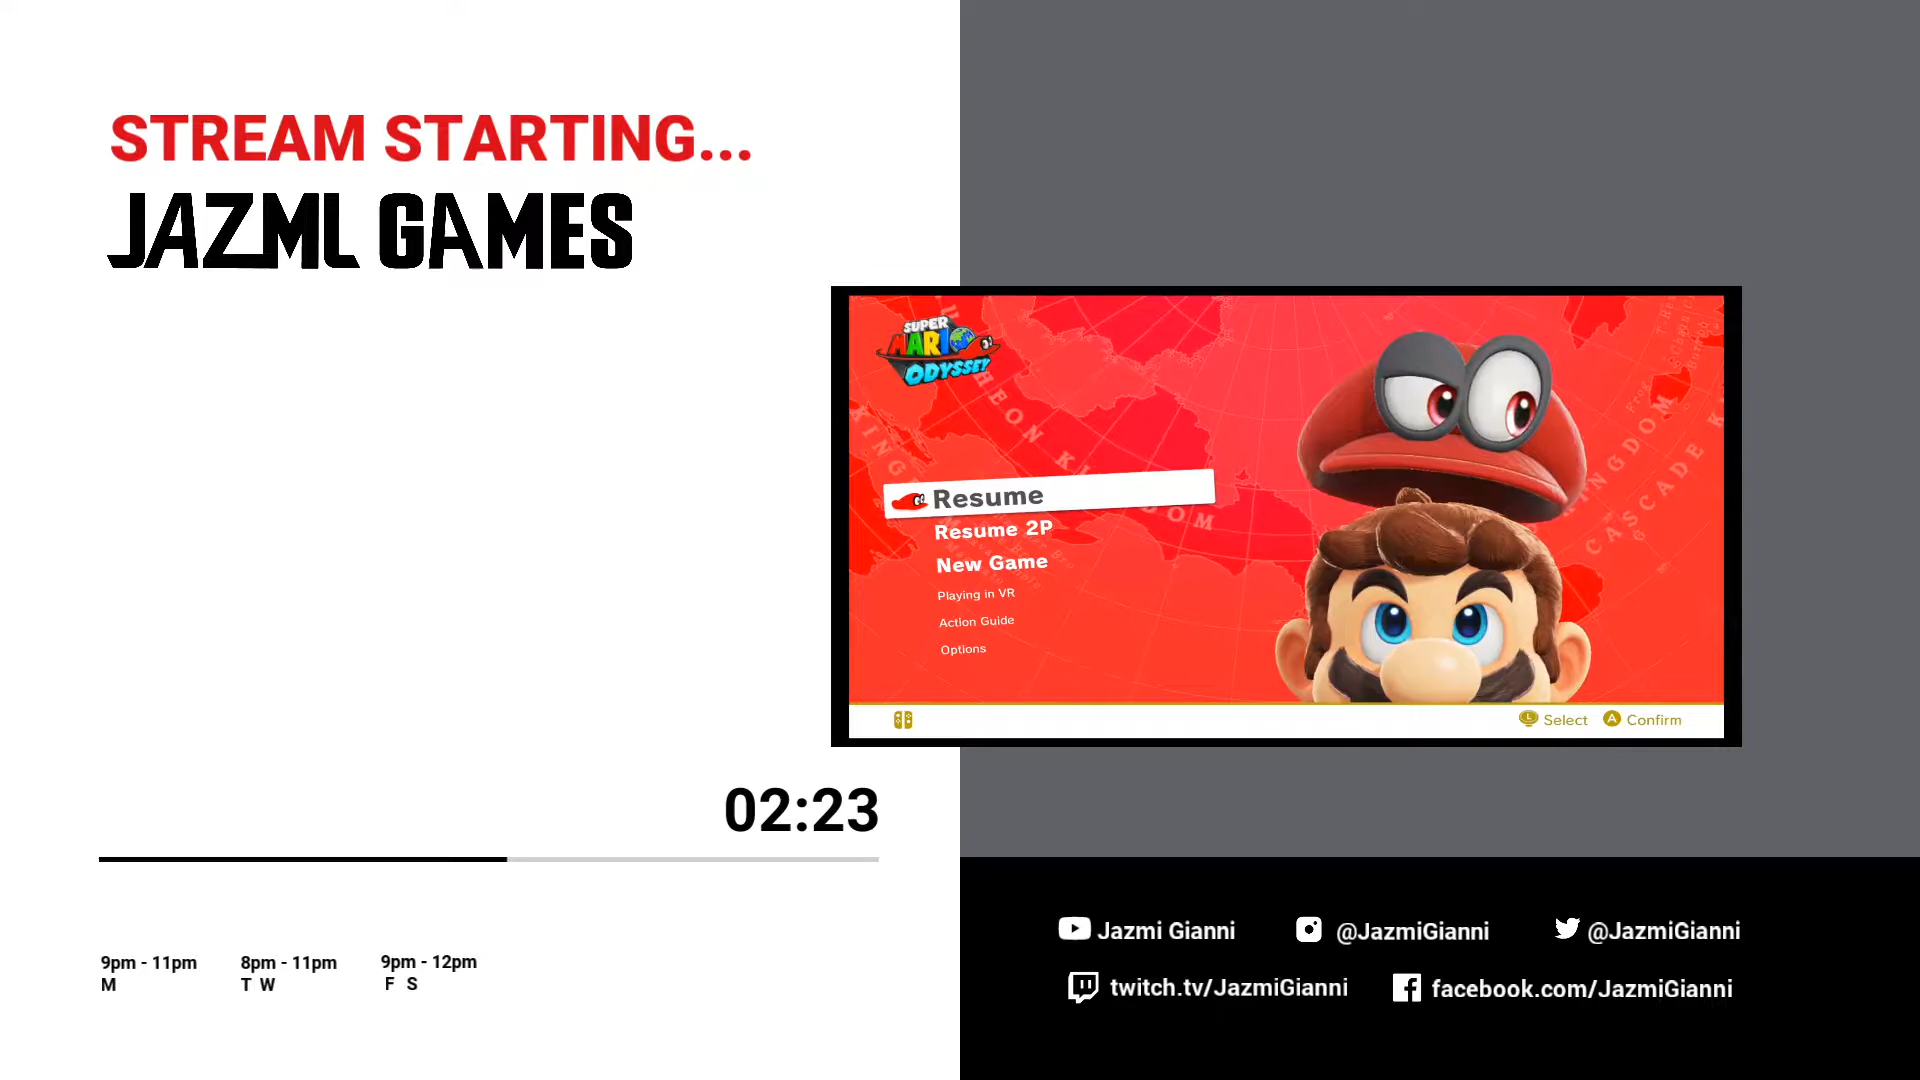 STREAM STARTING...
JAZML GAMES
SUPER
MARIO
ODYSSEY
Resume
Resume 2P
New Game
Playing in VR
Action Guide
Options
KINGDOM
CASCADE K
L Select A Confirm
02:23
9pm - 11pm
M
8pm - 11pm
T W
9pm - 12pm
F S
Jazmi Gianni
@JazmiGianni
@JazmiGianni
twitch.tv/JazmiGianni
facebook.com/JazmiGianni